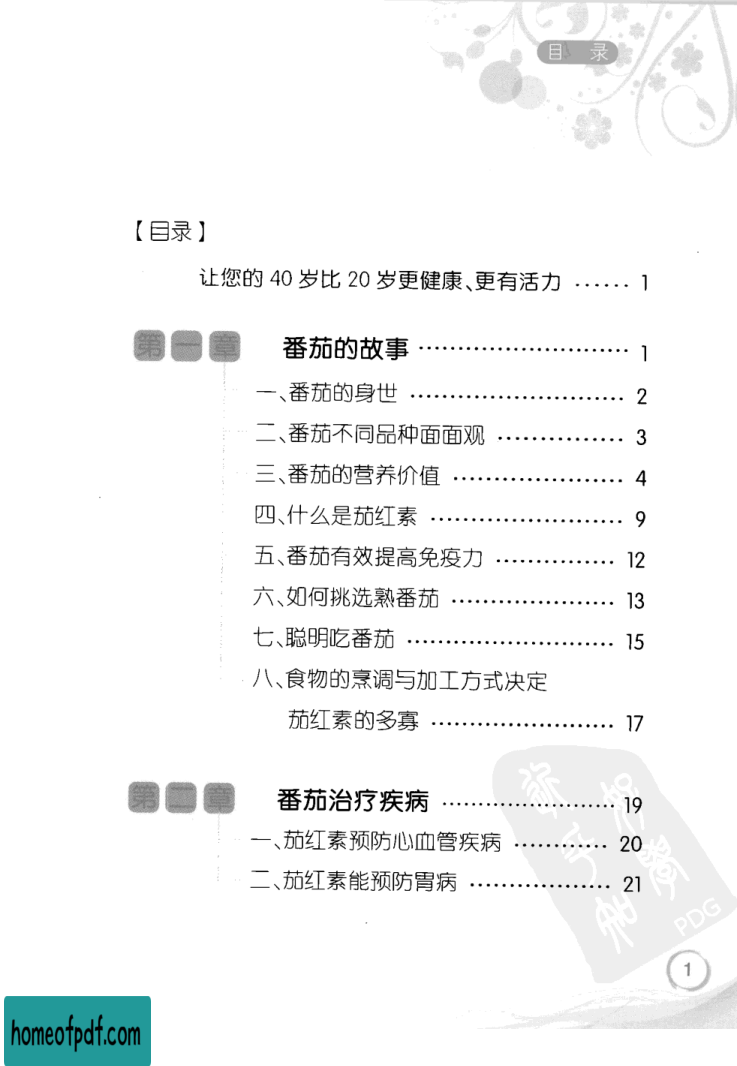 目 录
【目录】
让您的 40 岁比 20 岁更健康、更有活力 …… 1
第一章 番茄的故事 ………………………… 1
一、番茄的身世 ………………………… 2
二、番茄不同品种面面观 ……………… 3
三、番茄的营养价值 …………………… 4
四、什么是茄红素 ……………………… 9
五、番茄有效提高免疫力 ……………… 12
六、如何挑选熟番茄 …………………… 13
七、聪明吃番茄 ………………………… 15
八、食物的烹调与加工方式决定
茄红素的多寡 ……………………… 17
第二章 番茄治疗疾病 …………………… 19
一、茄红素预防心血管疾病 ………… 20
二、茄红素能预防胃病 ……………… 21
PDG
1
homeofpdf.com